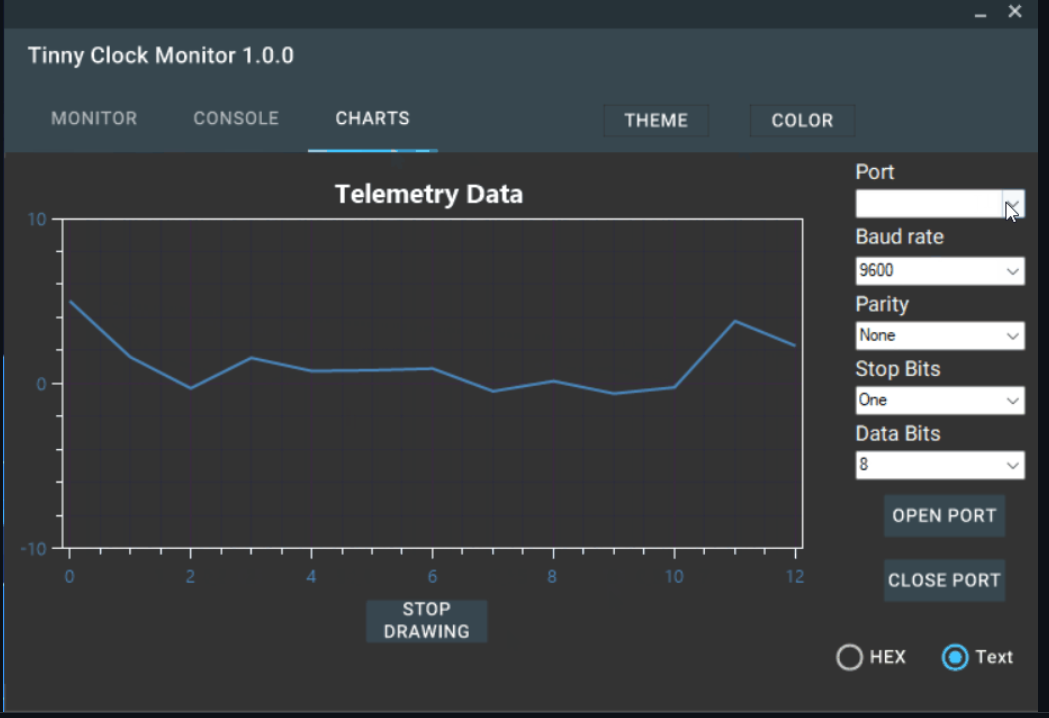 Tinny Clock Monitor 1.0.0
MONITOR CONSOLE CHARTS THEME COLOR
Telemetry Data
10
0
-10
0 2 4 6 8 10 12
STOP
DRAWING
Port
Baud rate
9600
Parity
None
Stop Bits
One
Data Bits
8
OPEN PORT
CLOSE PORT
HEX Text